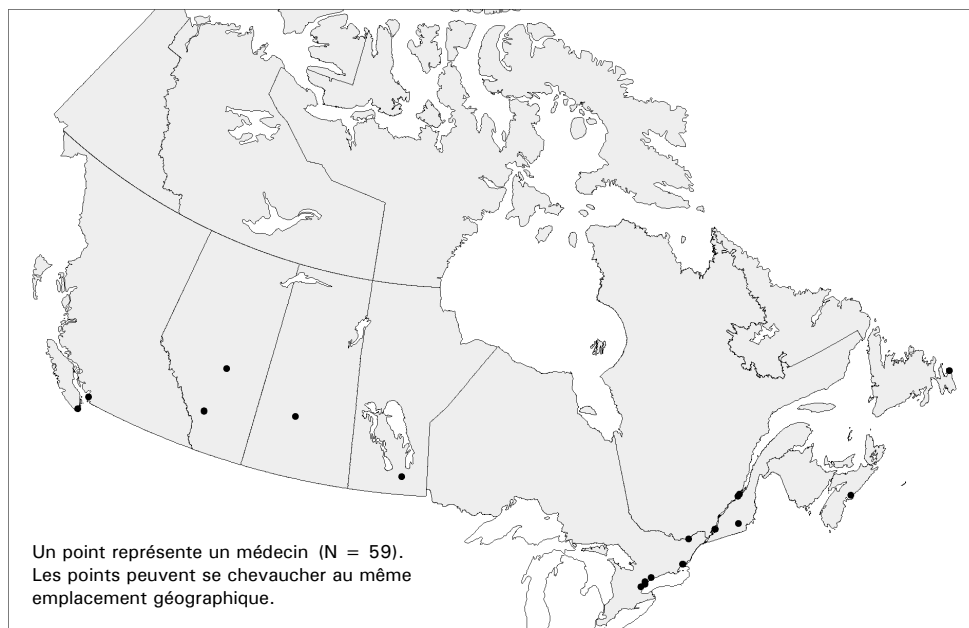 Un point représente un médecin (N = 59).
Les points peuvent se chevaucher au même
emplacement géographique.